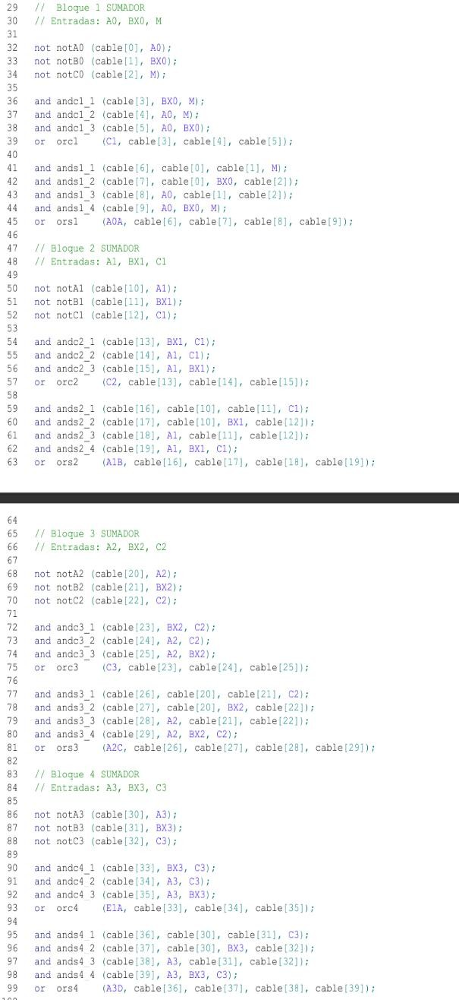 29 //  Bloque 1 SUMADOR
30 // Entradas: A0, BX0, M
31
32 not notA0 (cable[0], A0);
33 not notB0 (cable[1], BX0);
34 not notC0 (cable[2], M);
35
36 and andc1_1 (cable[3], BX0, M);
37 and andc1_2 (cable[4], A0, M);
38 and andc1_3 (cable[5], A0, BX0);
39 or  orc1    (C1, cable[3], cable[4], cable[5]);
40
41 and ands1_1 (cable[6], cable[0], cable[1], M);
42 and ands1_2 (cable[7], cable[0], BX0, cable[2]);
43 and ands1_3 (cable[8], A0, cable[1], cable[2]);
44 and ands1_4 (cable[9], A0, BX0, M);
45 or  ors1    (A0A, cable[6], cable[7], cable[8], cable[9]);
46
47 // Bloque 2 SUMADOR
48 // Entradas: A1, BX1, C1
49
50 not notA1 (cable[10], A1);
51 not notB1 (cable[11], BX1);
52 not notC1 (cable[12], C1);
53
54 and andc2_1 (cable[13], BX1, C1);
55 and andc2_2 (cable[14], A1, C1);
56 and andc2_3 (cable[15], A1, BX1);
57 or  orc2    (C2, cable[13], cable[14], cable[15]);
58
59 and ands2_1 (cable[16], cable[10], cable[11], C1);
60 and ands2_2 (cable[17], cable[10], BX1, cable[12]);
61 and ands2_3 (cable[18], A1, cable[11], cable[12]);
62 and ands2_4 (cable[19], A1, BX1, C1);
63 or  ors2    (A1B, cable[16], cable[17], cable[18], cable[19]);
64
65 // Bloque 3 SUMADOR
66 // Entradas: A2, BX2, C2
67
68 not notA2 (cable[20], A2);
69 not notB2 (cable[21], BX2);
70 not notC2 (cable[22], C2);
71
72 and andc3_1 (cable[23], BX2, C2);
73 and andc3_2 (cable[24], A2, C2);
74 and andc3_3 (cable[25], A2, BX2);
75 or  orc3    (C3, cable[23], cable[24], cable[25]);
76
77 and ands3_1 (cable[26], cable[20], cable[21], C2);
78 and ands3_2 (cable[27], cable[20], BX2, cable[22]);
79 and ands3_3 (cable[28], A2, cable[21], cable[22]);
80 and ands3_4 (cable[29], A2, BX2, C2);
81 or  ors3    (A2C, cable[26], cable[27], cable[28], cable[29]);
82
83 // Bloque 4 SUMADOR
84 // Entradas: A3, BX3, C3
85
86 not notA3 (cable[30], A3);
87 not notB3 (cable[31], BX3);
88 not notC3 (cable[32], C3);
89
90 and andc4_1 (cable[33], BX3, C3);
91 and andc4_2 (cable[34], A3, C3);
92 and andc4_3 (cable[35], A3, BX3);
93 or  orc4    (E1A, cable[33], cable[34], cable[35]);
94
95 and ands4_1 (cable[36], cable[30], cable[31], C3);
96 and ands4_2 (cable[37], cable[30], BX3, cable[32]);
97 and ands4_3 (cable[38], A3, cable[31], cable[32]);
98 and ands4_4 (cable[39], A3, BX3, C3);
99 or  ors4    (A3D, cable[36], cable[37], cable[38], cable[39]);